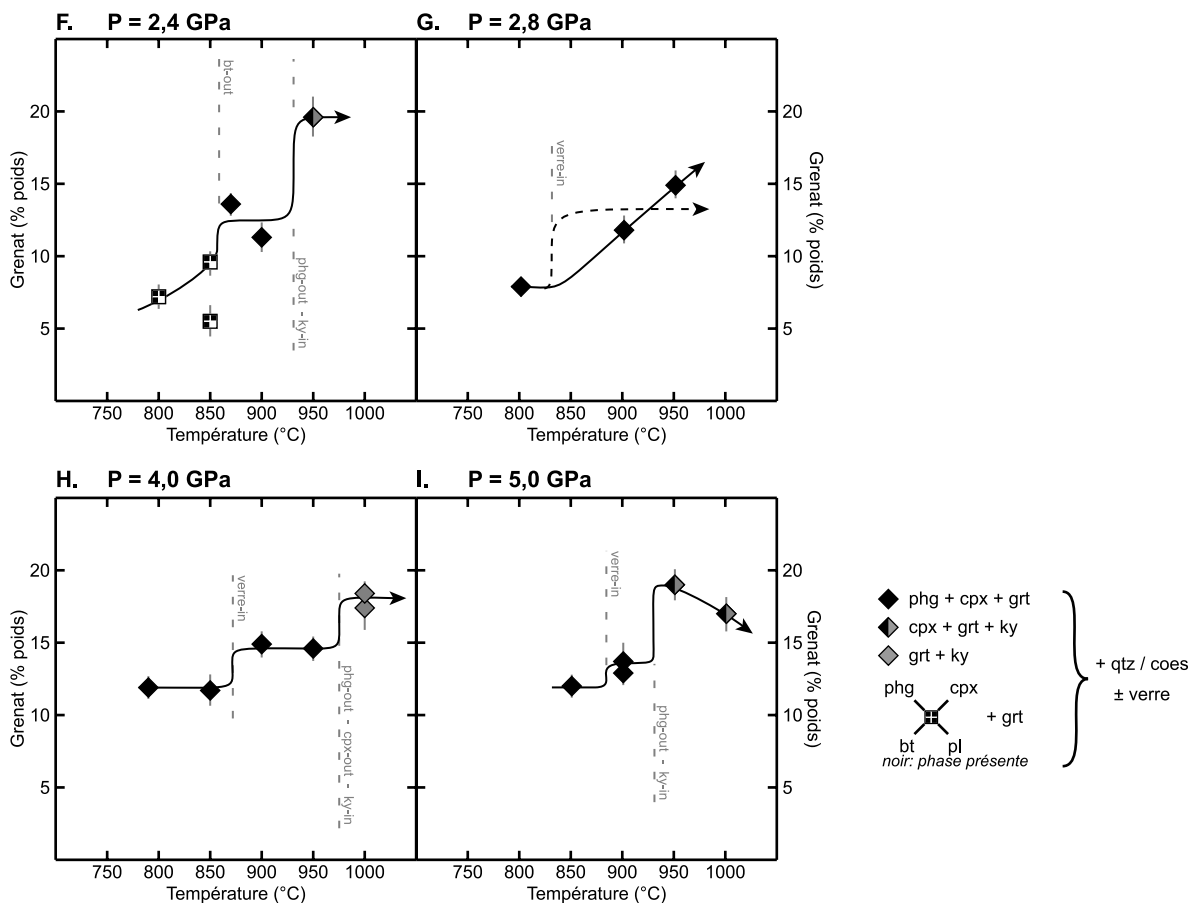 F. P = 2,4 GPa
G. P = 2,8 GPa
Grenat (% poids)
20
15
10
5
bt-out
phg-out - ky-in
750 800 850 900 950 1000
Température (°C)
verre-in
20
15
10
5
Grenat (% poids)
750 800 850 900 950 1000
Température (°C)
H. P = 4,0 GPa
I. P = 5,0 GPa
Grenat (% poids)
20
15
10
5
verre-in
phg-out - cpx-out - ky-in
750 800 850 900 950 1000
Température (°C)
verre-in
phg-out - ky-in
20
15
10
5
Grenat (% poids)
750 800 850 900 950 1000
Température (°C)
phg + cpx + grt
cpx + grt + ky
grt + ky
phg cpx
+ grt
bt pl
noir: phase présente
+ qtz / coes
± verre